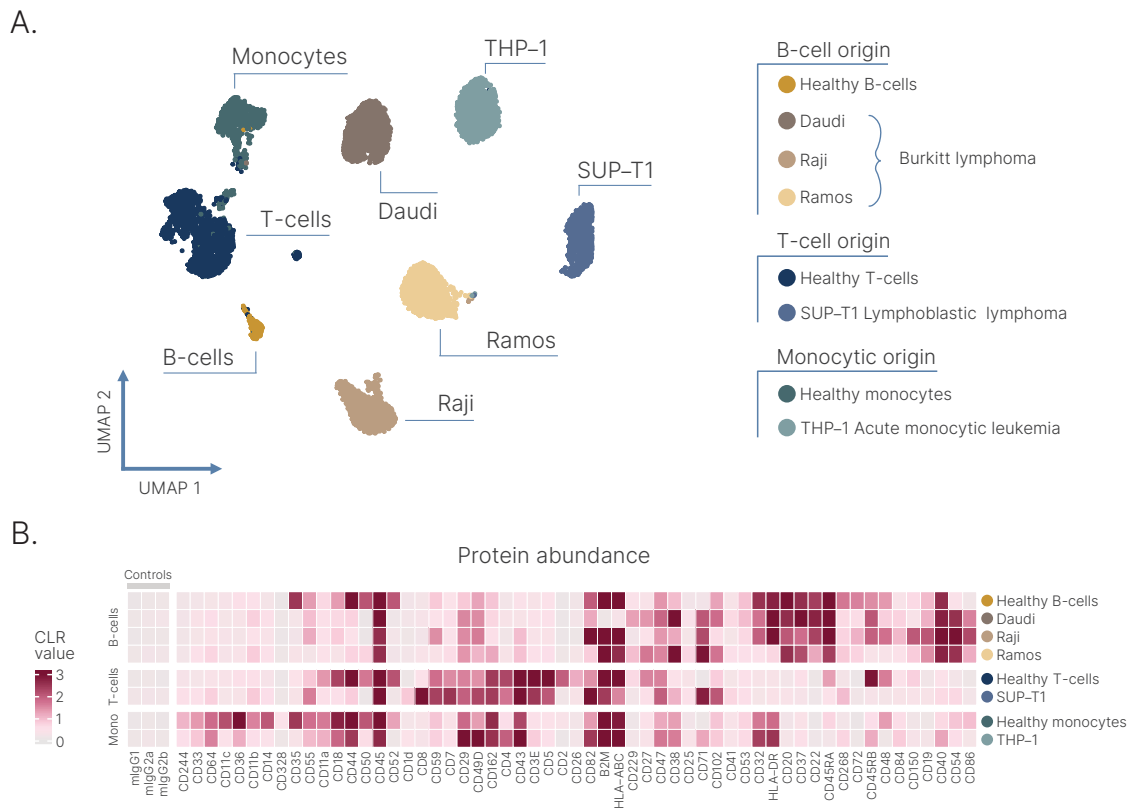 A.
Monocytes
THP–1
Daudi
SUP–T1
T-cells
B-cells
Ramos
Raji
UMAP 2
UMAP 1
B-cell origin
Healthy B-cells
Daudi
Raji
Ramos
Burkitt lymphoma
T-cell origin
Healthy T-cells
SUP–T1 Lymphoblastic lymphoma
Monocytic origin
Healthy monocytes
THP–1 Acute monocytic leukemia
B.
Protein abundance
Controls
CLR
value
3
2
1
0
B-cells
T-cells
Mono
Healthy B-cells
Daudi
Raji
Ramos
Healthy T-cells
SUP–T1
Healthy monocytes
THP–1
mIgG1
mIgG2a
mIgG2b
CD244
CD33
CD64
CD11c
CD36
CD11b
CD14
CD328
CD35
CD55
CD11a
CD18
CD44
CD50
CD45
CD52
CD1d
CD8
CD59
CD7
CD29
CD49D
CD162
CD4
CD43
CD3E
CD5
CD2
CD26
CD82
B2M
HLA-ABC
CD229
CD27
CD47
CD38
CD25
CD71
CD102
CD41
CD53
CD32
HLA-DR
CD20
CD37
CD22
CD45RA
CD268
CD72
CD45RB
CD48
CD84
CD150
CD19
CD40
CD54
CD86